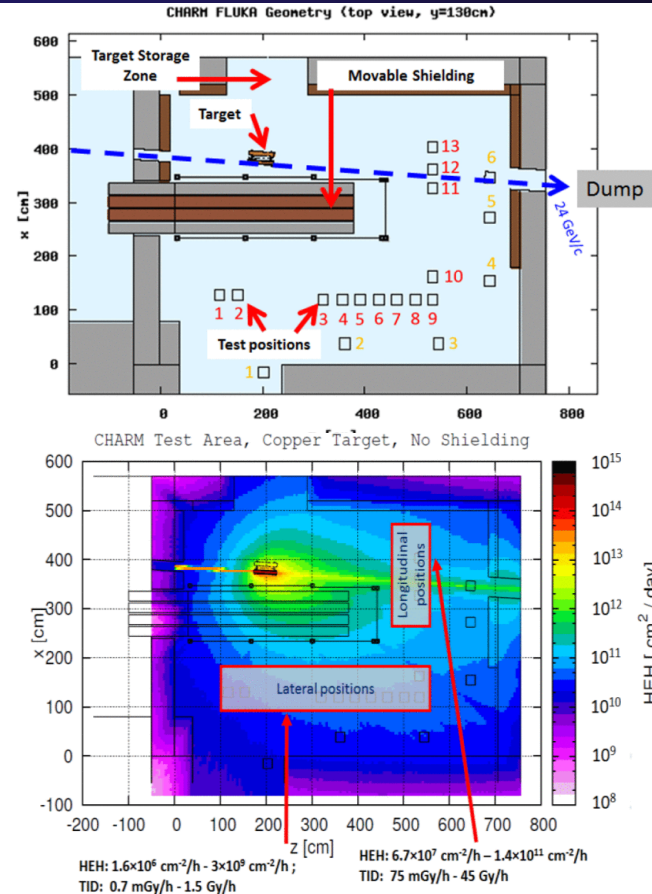 CHARM FLUKA Geometry (top view, y=130cm)
600
500
400
300
200
100
0
x [cm]
Target Storage
Zone
Movable Shielding
Target
13
12
11
6
5
4
10
Dump
24 GeV/c
1 2 3 4 5 6 7 8 9
Test positions
2
3
1
0 200 400 600 800
CHARM Test Area, Copper Target, No Shielding
600
500
400
300
200
100
0
-100
x [cm]
Longitudinal
positions
Lateral positions
-200 -100 0 100 200 300 400 500 600 700 800
z [cm]
10¹⁵
10¹⁴
10¹³
10¹²
10¹¹
10¹⁰
10⁹
10⁸
HEH [ cm² / day]
HEH: 1.6×10⁶ cm⁻²/h - 3×10⁹ cm⁻²/h ;
TID: 0.7 mGy/h - 1.5 Gy/h
HEH: 6.7×10⁷ cm⁻²/h – 1.4×10¹¹ cm⁻²/h
TID: 75 mGy/h - 45 Gy/h